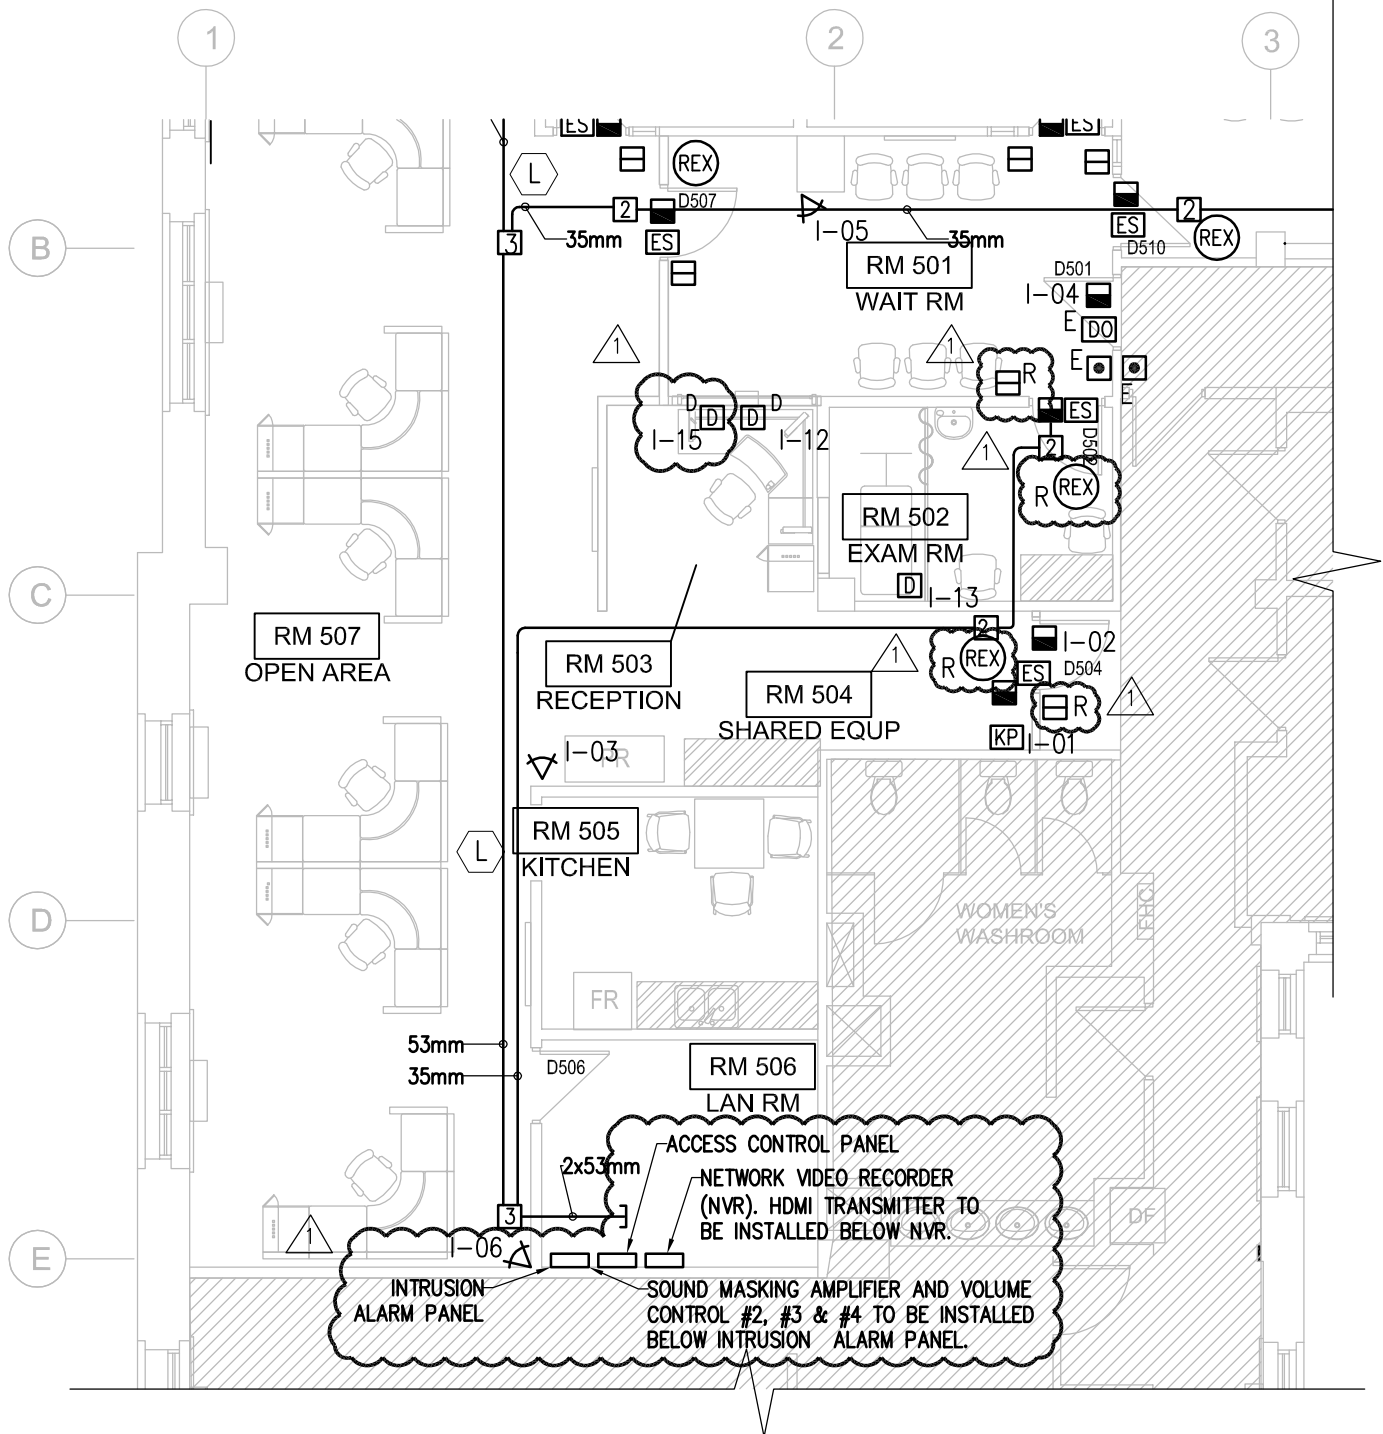 1
2
3
ES
ES
REX
L
2
D507
2
3
35mm
ES
I-05
35mm
ES
REX
D510
B
RM 501
WAIT RM
D501
I-04
E
DO
1
1
E
R
E
D
D
D
D
ES
I-15
I-12
1
2
D502
R
REX
RM 502
EXAM RM
C
D
I-13
RM 507
OPEN AREA
2
I-02
RM 503
RECEPTION
1
R
REX
ES
D504
RM 504
SHARED EQUP
R
1
KP
I-01
I-03
RM 505
KITCHEN
L
D
WOMEN'S
WASHROOM
FHC
FR
53mm
35mm
D506
RM 506
LAN RM
ACCESS CONTROL PANEL
2x53mm
NETWORK VIDEO RECORDER
(NVR). HDMI TRANSMITTER TO
BE INSTALLED BELOW NVR.
3
DF
1
I-06
E
INTRUSION
ALARM PANEL
SOUND MASKING AMPLIFIER AND VOLUME
CONTROL #2, #3 & #4 TO BE INSTALLED
BELOW INTRUSION ALARM PANEL.